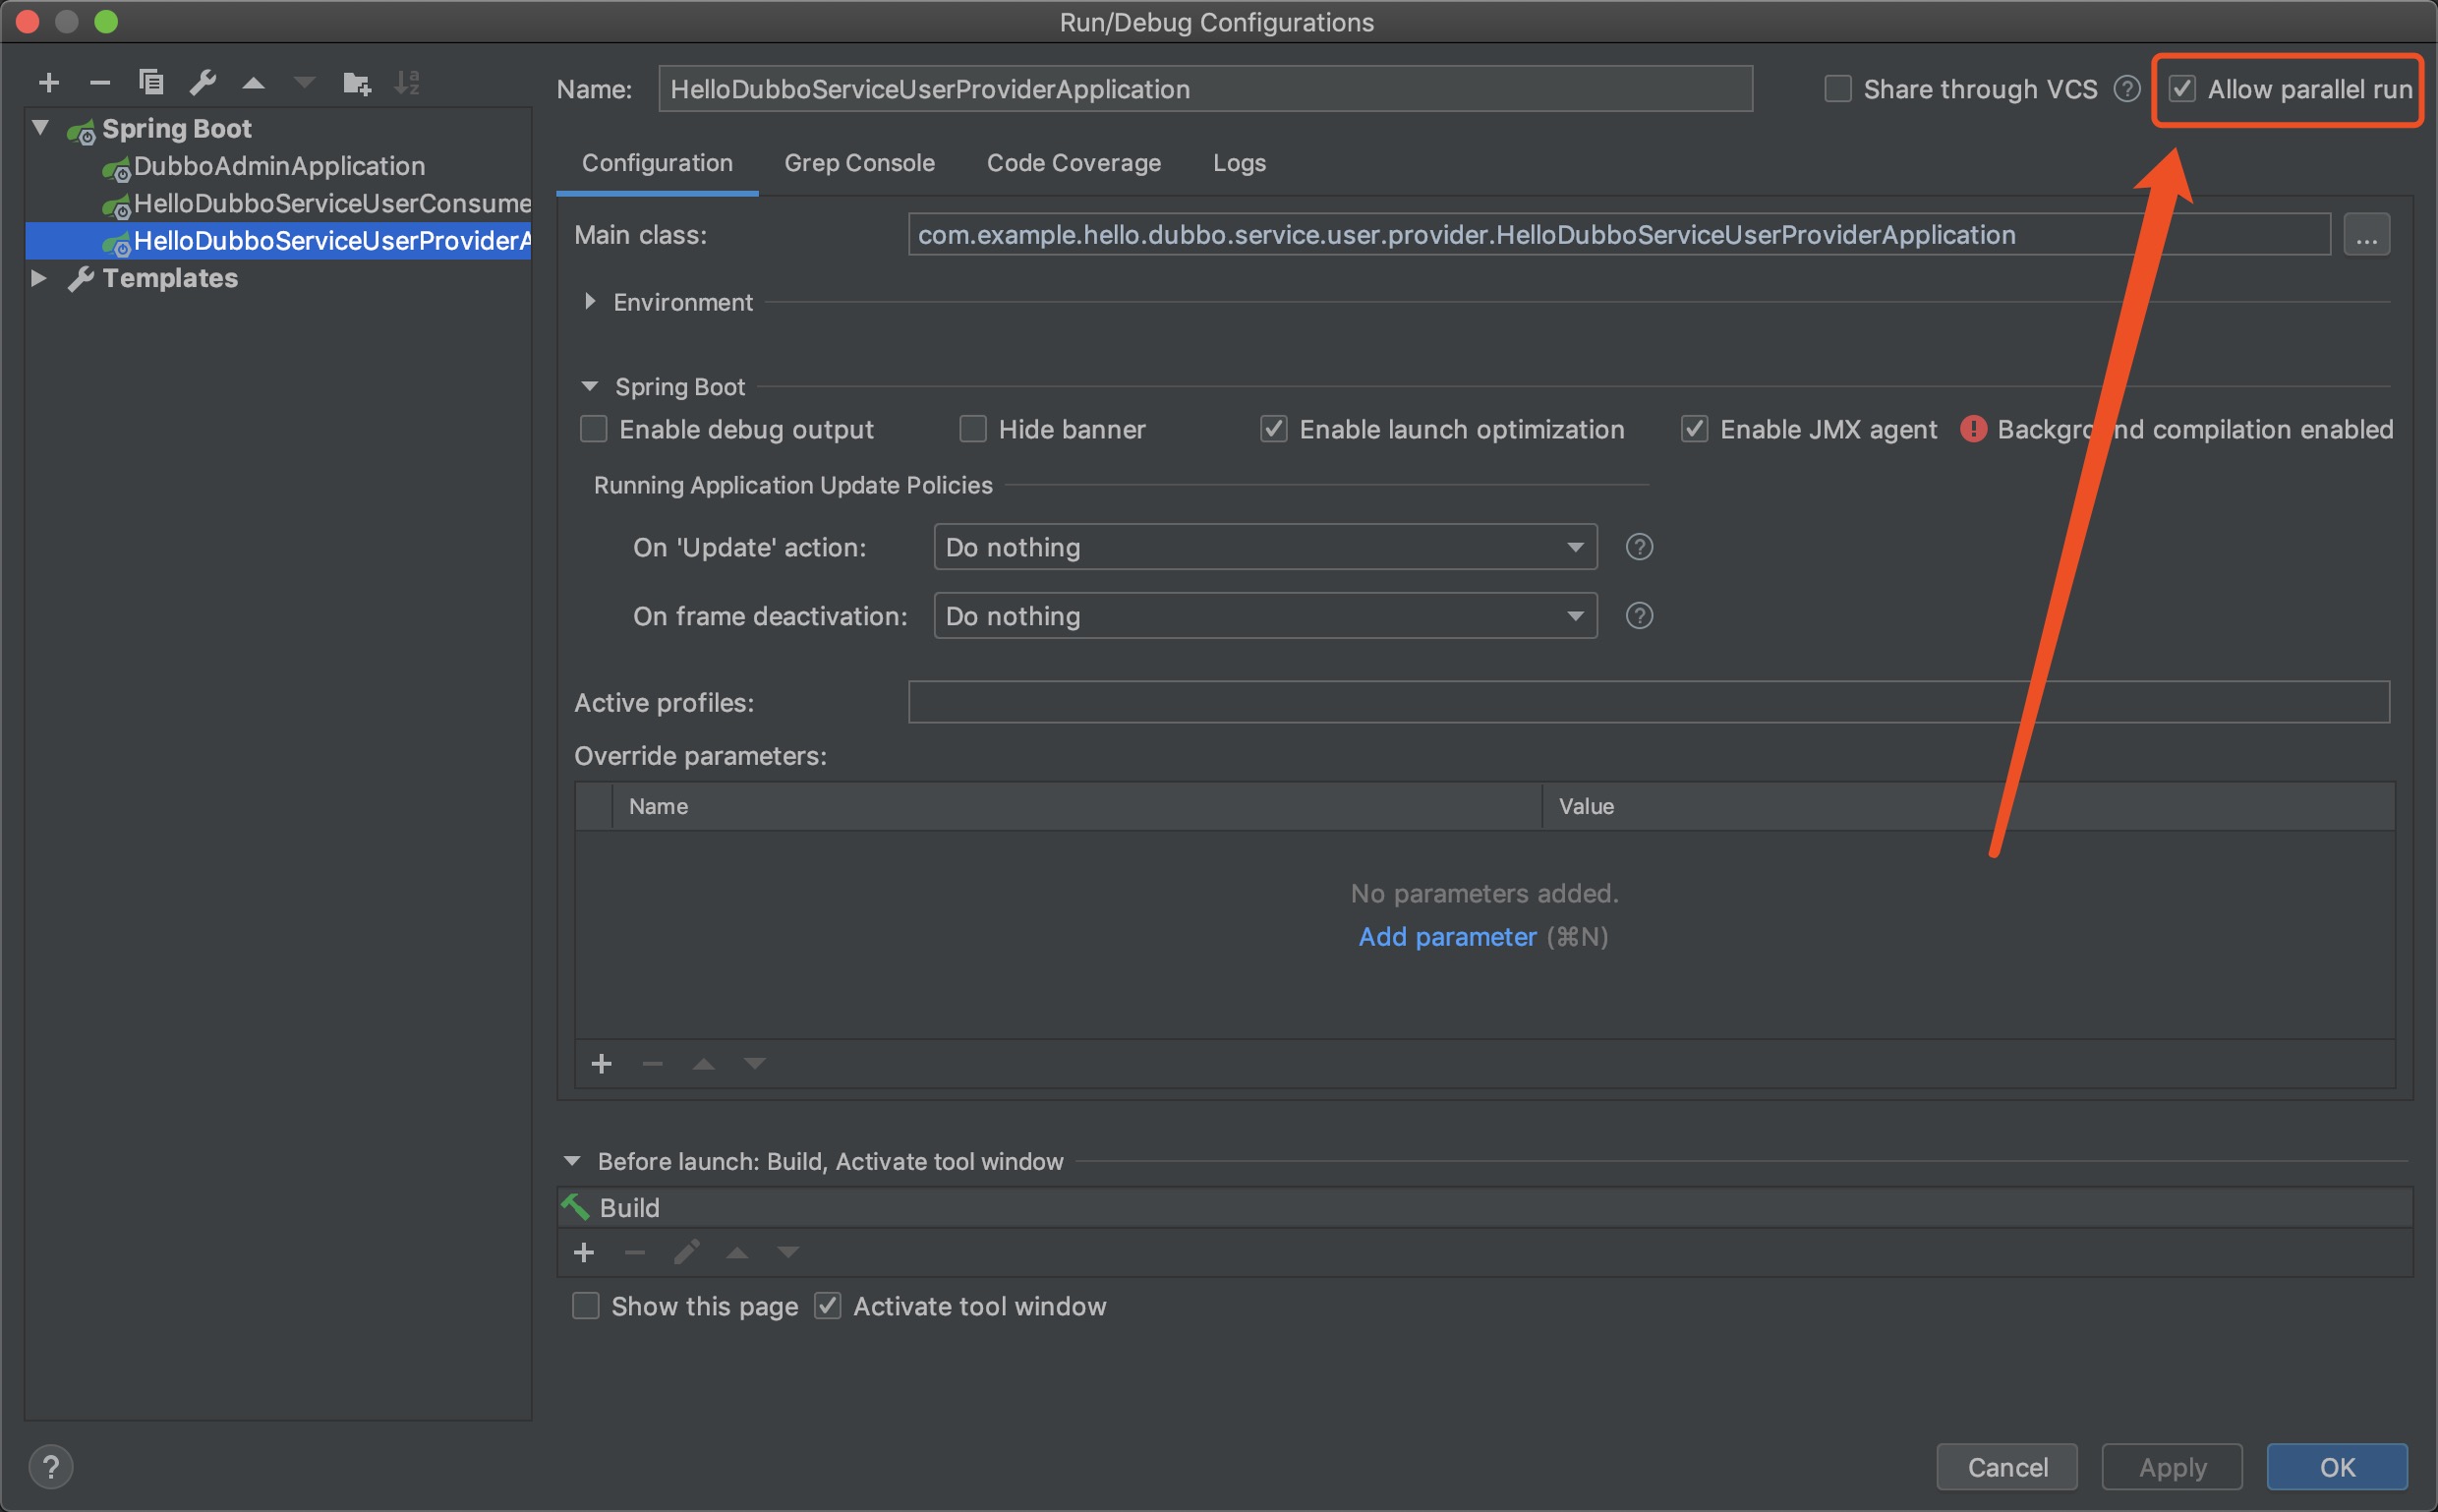 Run/Debug Configurations
Name: HelloDubboServiceUserProviderApplication
Share through VCS ? Allow parallel run
Spring Boot
DubboAdminApplication
HelloDubboServiceUserConsume
HelloDubboServiceUserProviderA
Templates
Configuration Grep Console Code Coverage Logs
Main class: com.example.hello.dubbo.service.user.provider.HelloDubboServiceUserProviderApplication ...
Environment
Spring Boot
Enable debug output Hide banner Enable launch optimization Enable JMX agent Background compilation enabled
Running Application Update Policies
On 'Update' action: Do nothing ?
On frame deactivation: Do nothing ?
Active profiles:
Override parameters:
Name Value
No parameters added.
Add parameter (⌘N)
Before launch: Build, Activate tool window
Build
Show this page Activate tool window
? Cancel Apply OK